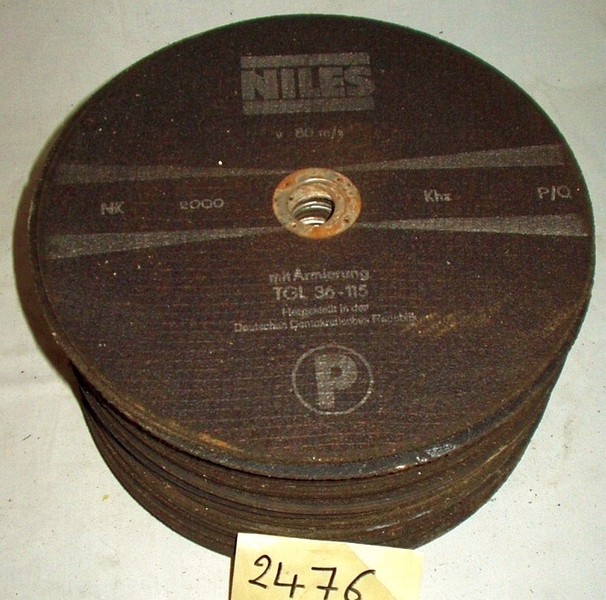 NILES
v 80 m/s
NK 2000 Khz P/Q
mit Armierung
TGL 36-115
Hergestellt in der
Deutschen Demokratischen Republik
P
2476